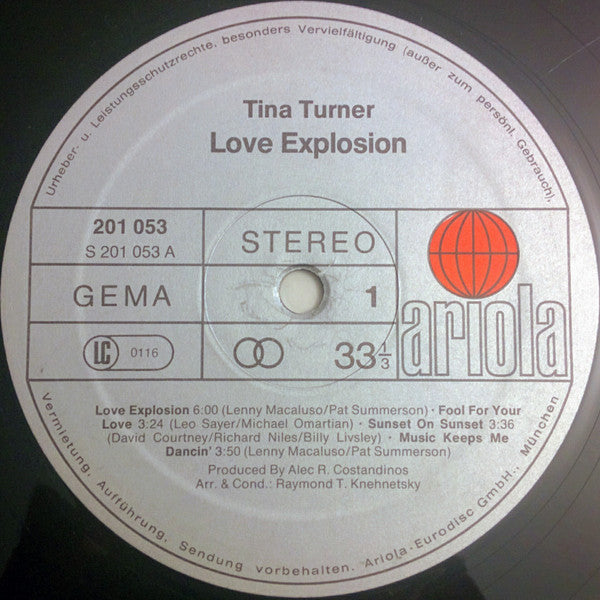 Urheber- u. Leistungsschutzrechte, besonders Vervielfältigung (außer zum persönl. Gebrauch),
Tina Turner
Love Explosion
201 053
S 201 053 A
STEREO
GEMA
1
ariola
LC 0116
33 1/3
Love Explosion 6:00 (Lenny Macaluso/Pat Summerson) · Fool For Your
Love 3:24 (Leo Sayer/Michael Omartian) · Sunset On Sunset 3:36
(David Courtney/Richard Niles/Billy Livsley) · Music Keeps Me
Dancin' 3:50 (Lenny Macaluso/Pat Summerson)
Produced By Alec R. Costandinos
Arr. & Cond.: Raymond T. Knehnetsky
Vermietung, Aufführung, Sendung vorbehalten. Ariola-Eurodisc GmbH., München